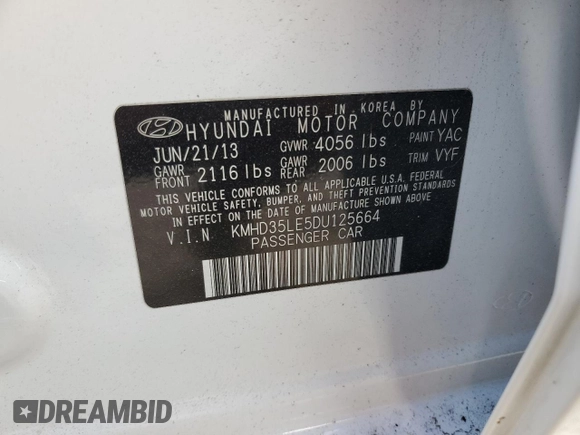 MANUFACTURED IN KOREA BY
HYUNDAI MOTOR COMPANY
JUN/21/13 GVWR 4056 lbs PAINT YAC
GAWR FRONT 2116 lbs GAWR REAR 2006 lbs TRIM VYF
THIS VEHICLE CONFORMS TO ALL APPLICABLE U.S.A. FEDERAL
MOTOR VEHICLE SAFETY, BUMPER, AND THEFT PREVENTION STANDARDS
IN EFFECT ON THE DATE OF MANUFACTURE SHOWN ABOVE
V.I.N KMHD35LE5DU125664
PASSENGER CAR
DREAMBID